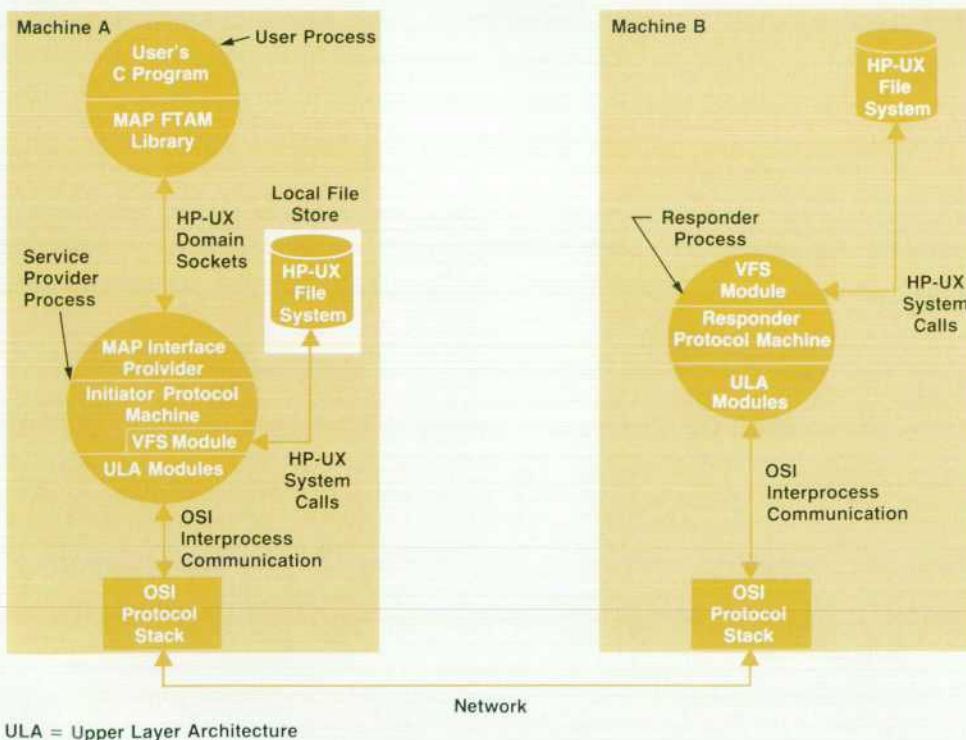 Machine A
User Process
User's
C Program
MAP FTAM
Library
HP-UX
Domain
Sockets
Local File
Store
HP-UX
File
System
Service
Provider
Process
MAP Interface
Proivider
Initiator Protocol
Machine
VFS Module
ULA Modules
HP-UX
System
Calls
OSI
Interprocess
Communication
OSI
Protocol
Stack
Machine B
HP-UX
File
System
Responder
Process
VFS
Module
Responder
Protocol Machine
ULA
Modules
HP-UX
System
Calls
OSI
Interprocess
Communication
OSI
Protocol
Stack
Network
ULA = Upper Layer Architecture